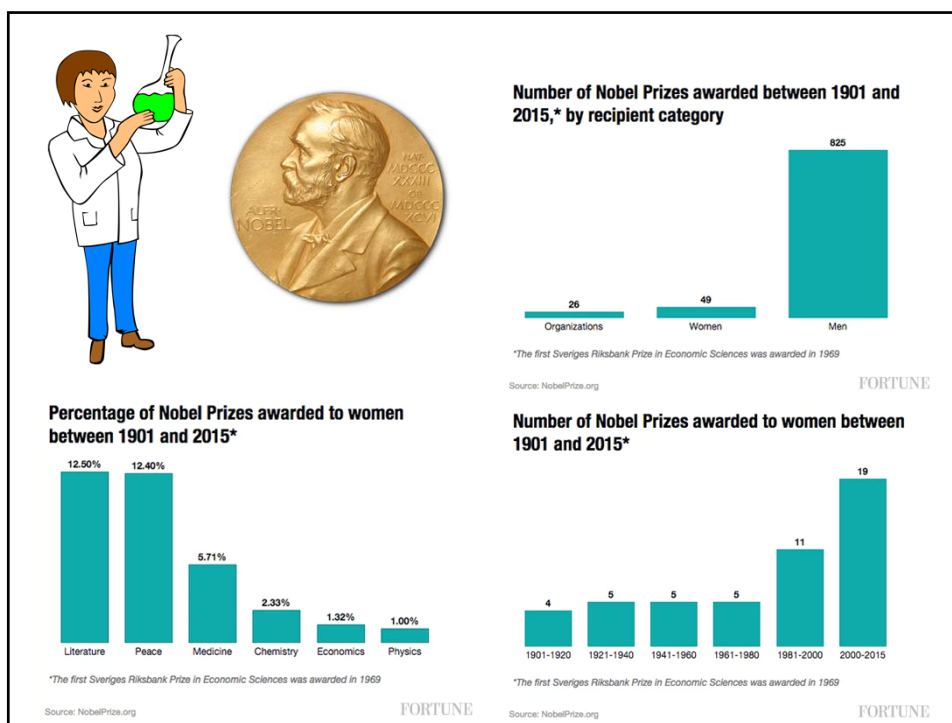 ALFR·
NOBEL
NAT·
MDCCC
XXXIII
OB·
MDCCC
XCVI
Number of Nobel Prizes awarded between 1901 and
2015,* by recipient category
825
26
49
Organizations
Women
Men
*The first Sveriges Riksbank Prize in Economic Sciences was awarded in 1969
Source: NobelPrize.org
FORTUNE
Percentage of Nobel Prizes awarded to women
between 1901 and 2015*
12.50%
12.40%
5.71%
2.33%
1.32%
1.00%
Literature
Peace
Medicine
Chemistry
Economics
Physics
*The first Sveriges Riksbank Prize in Economic Sciences was awarded in 1969
Source: NobelPrize.org
FORTUNE
Number of Nobel Prizes awarded to women between
1901 and 2015*
4
5
5
5
11
19
1901-1920
1921-1940
1941-1960
1961-1980
1981-2000
2000-2015
*The first Sveriges Riksbank Prize in Economic Sciences was awarded in 1969
Source: NobelPrize.org
FORTUNE